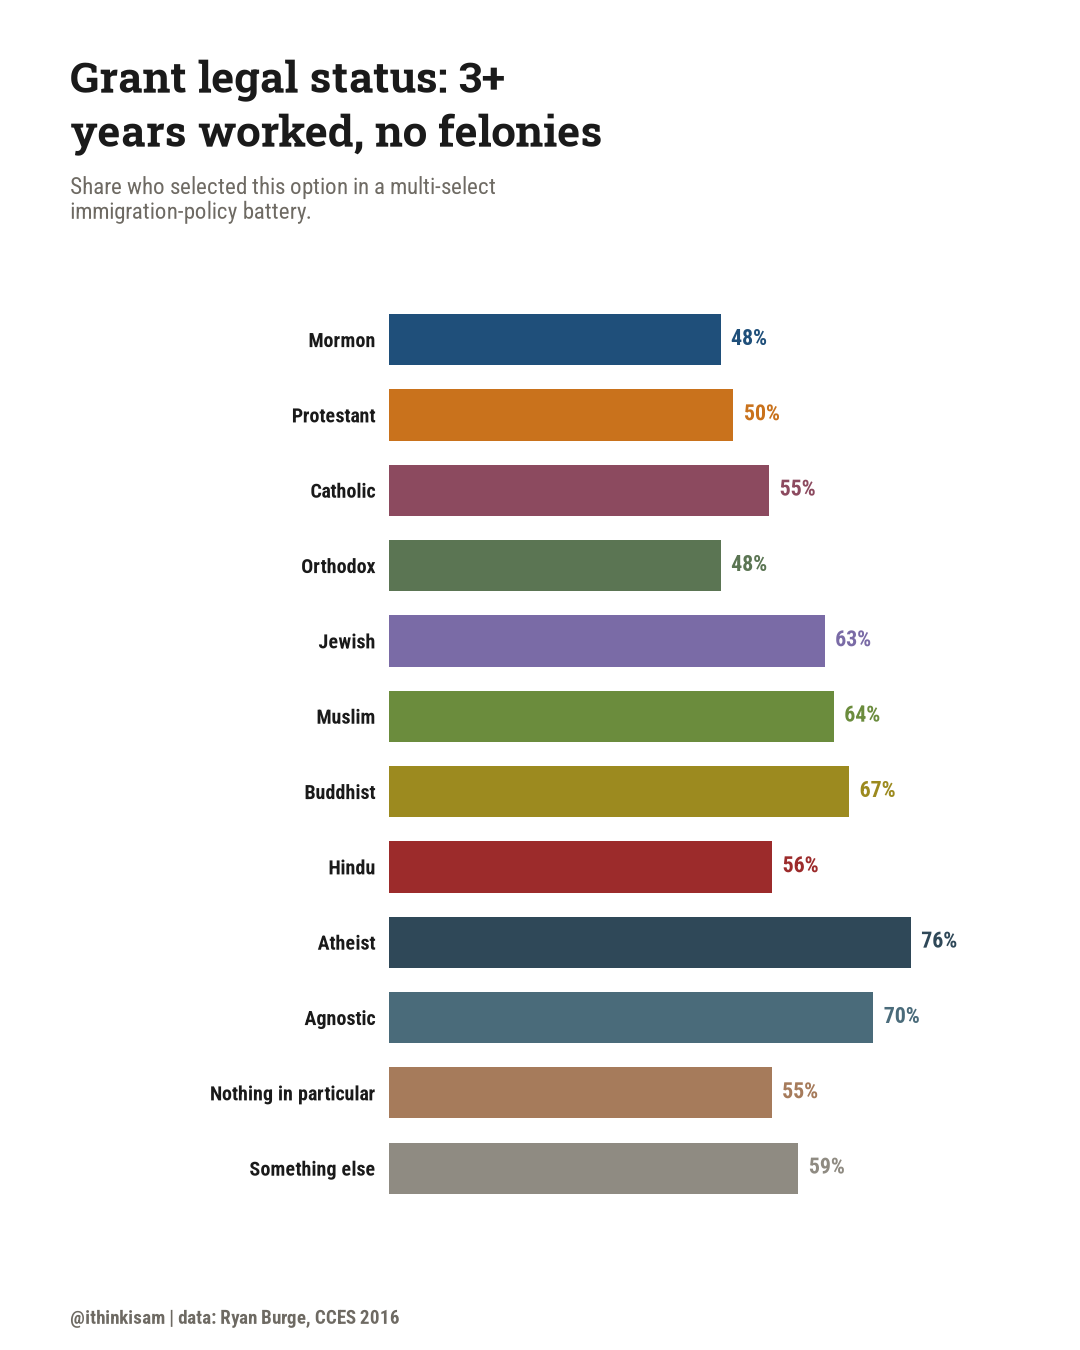 Grant legal status: 3+
years worked, no felonies
Share who selected this option in a multi-select
immigration-policy battery.
Mormon 48%
Protestant 50%
Catholic 55%
Orthodox 48%
Jewish 63%
Muslim 64%
Buddhist 67%
Hindu 56%
Atheist 76%
Agnostic 70%
Nothing in particular 55%
Something else 59%
@ithinkisam | data: Ryan Burge, CCES 2016